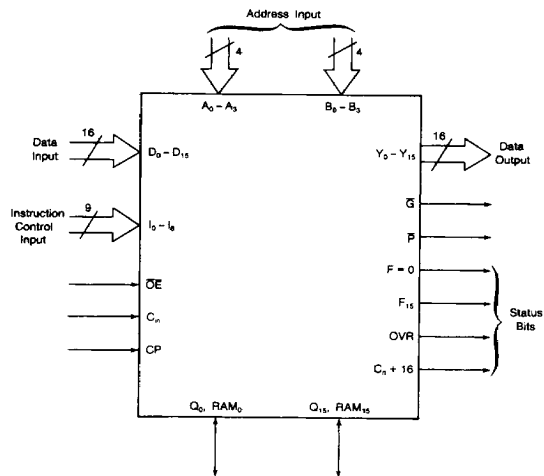 Address Input
4
4
A₀ – A₃
B₀ – B₃
Data
Input
16
D₀ – D₁₅
Y₀ – Y₁₅
16
Data
Output
Instruction
Control
Input
9
I₀ – I₈
G̅
P̅
O̅E̅
Cᵢₙ
CP
F = 0
F₁₅
OVR
Cₙ + 16
Status
Bits
Q₀, RAM₀
Q₁₅, RAM₁₅